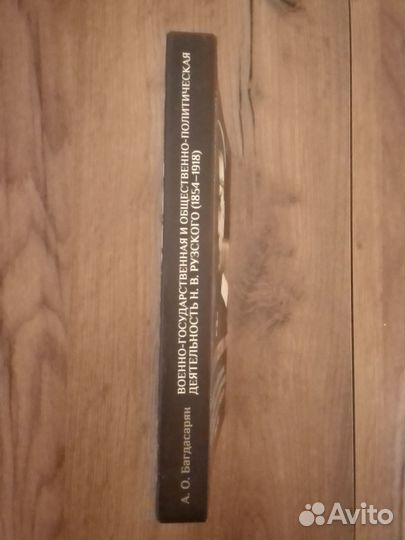 А. О. Багдасарян
ВОЕННО-ГОСУДАРСТВЕННАЯ И ОБЩЕСТВЕННО-ПОЛИТИЧЕСКАЯ
ДЕЯТЕЛЬНОСТЬ Н. В. РУЗСКОГО (1854–1918)
Avito